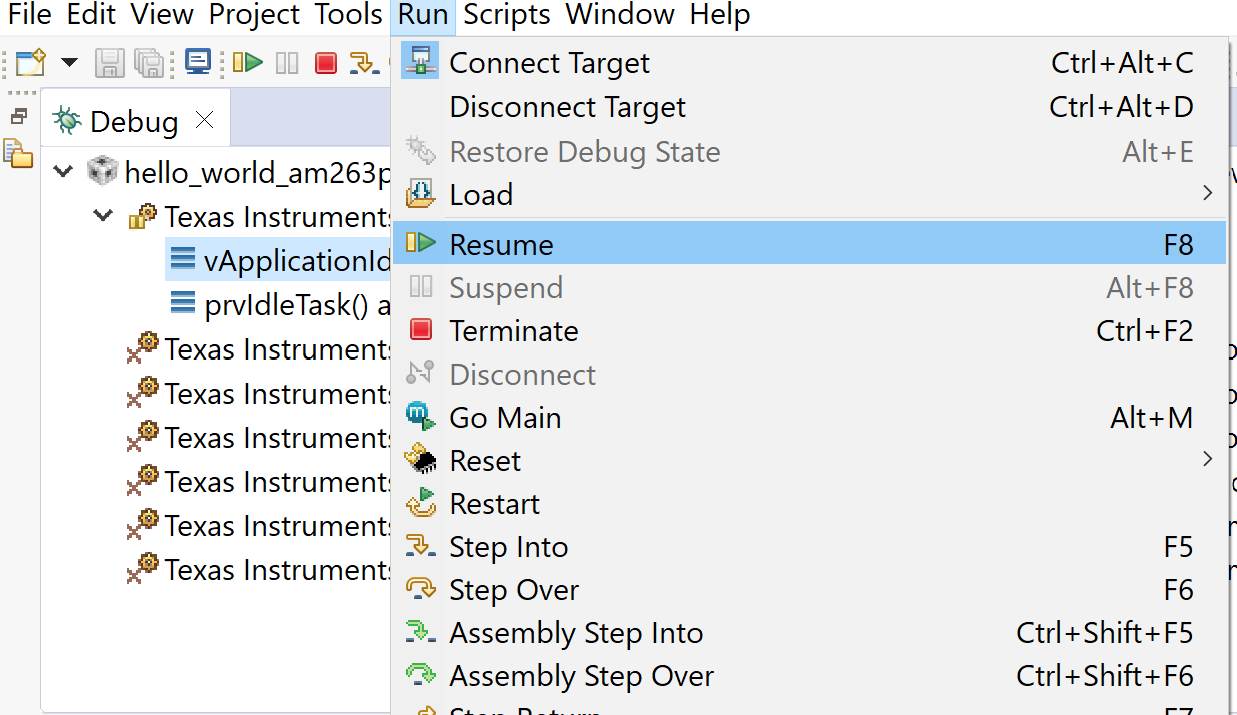 File Edit View Project Tools Run Scripts Window Help
Debug
hello_world_am263p
Texas Instruments
vApplicationId
prvIdleTask() a
Texas Instruments
Texas Instruments
Texas Instruments
Texas Instruments
Texas Instruments
Texas Instruments
Connect Target Ctrl+Alt+C
Disconnect Target Ctrl+Alt+D
Restore Debug State Alt+E
Load
Resume F8
Suspend Alt+F8
Terminate Ctrl+F2
Disconnect
Go Main Alt+M
Reset
Restart
Step Into F5
Step Over F6
Assembly Step Into Ctrl+Shift+F5
Assembly Step Over Ctrl+Shift+F6
Step Return F7